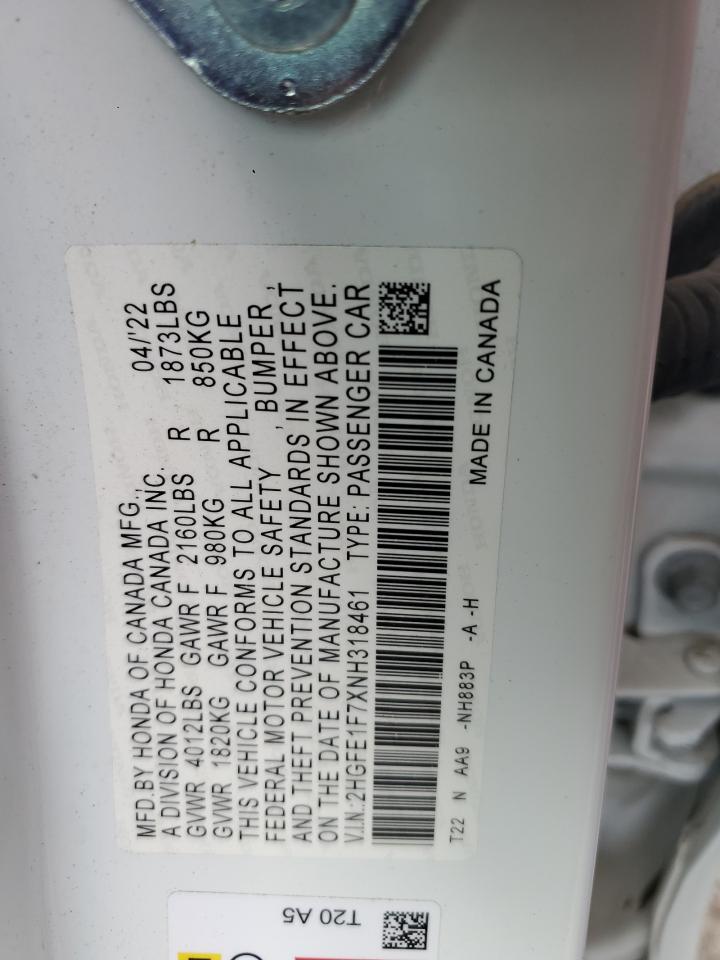 MFD.BY HONDA OF CANADA MFG., 04/'22
A DIVISION OF HONDA CANADA INC.
GVWR 4012LBS GAWR F 2160LBS R 1873LBS
GVWR 1820KG GAWR F 980KG R 850KG
THIS VEHICLE CONFORMS TO ALL APPLICABLE
FEDERAL MOTOR VEHICLE SAFETY , BUMPER ,
AND THEFT PREVENTION STANDARDS IN EFFECT
ON THE DATE OF MANUFACTURE SHOWN ABOVE.
V.I.N.:2HGFE1F7XNH318461 TYPE: PASSENGER CAR
T22 N AA9 -NH883P -A -H
MADE IN CANADA
T20 A5